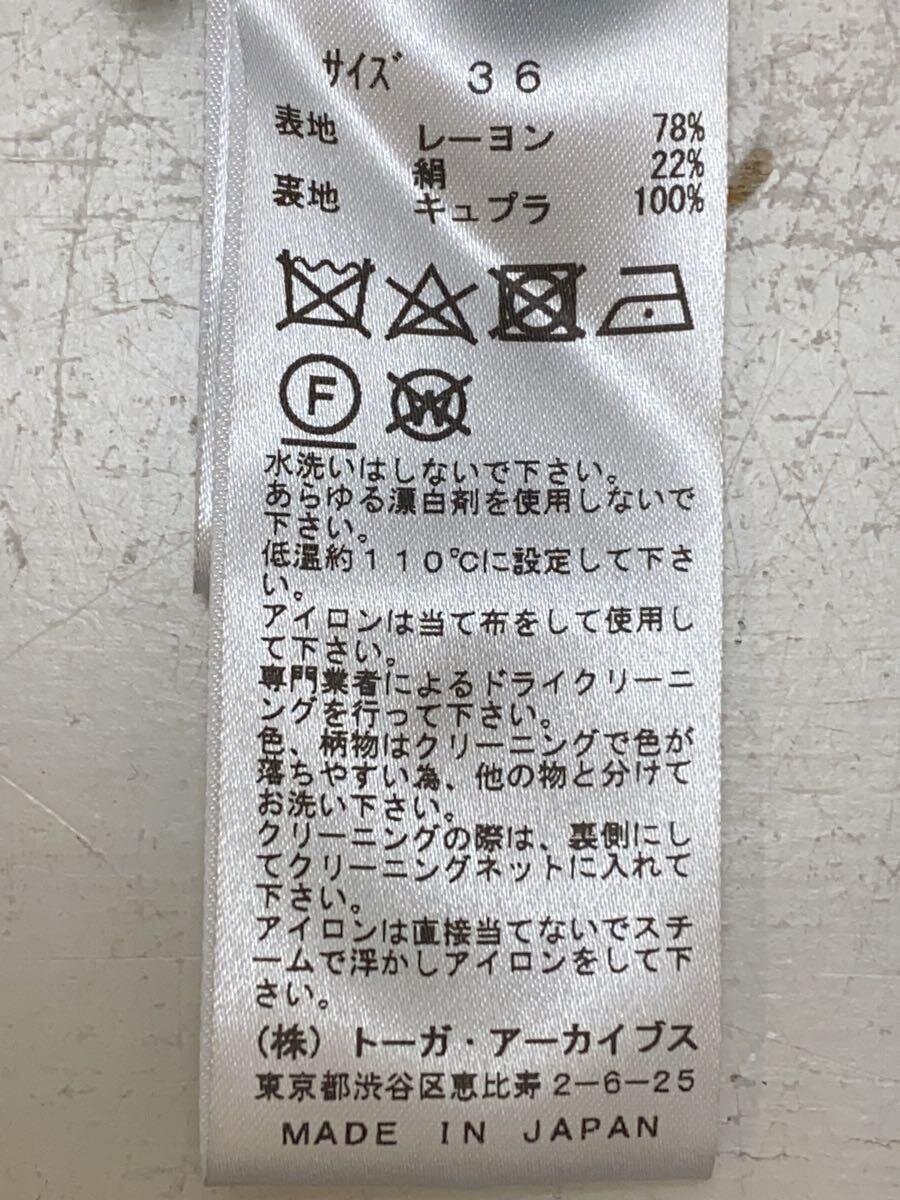 サイズ 36
表地 レーヨン 78%
絹 22%
裏地 キュプラ 100%
F W
水洗いはしないで下さい。
あらゆる漂白剤を使用しないで
下さい。
低温約110℃に設定して下さ
い。
アイロンは当て布をして使用し
て下さい。
専門業者によるドライクリーニ
ングを行って下さい。
色、柄物はクリーニングで色が
落ちやすい為、他の物と分けて
お洗い下さい。
クリーニングの際は、裏側にし
てクリーニングネットに入れて
下さい。
アイロンは直接当てないでスチ
ームで浮かしアイロンをして下
さい。
(株)トーガ・アーカイブス
東京都渋谷区恵比寿2-6-25
MADE IN JAPAN